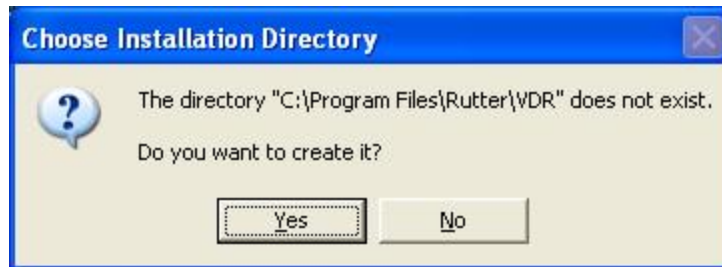 Choose Installation Directory
The directory "C:\Program Files\Rutter\VDR" does not exist.
Do you want to create it?
Yes No